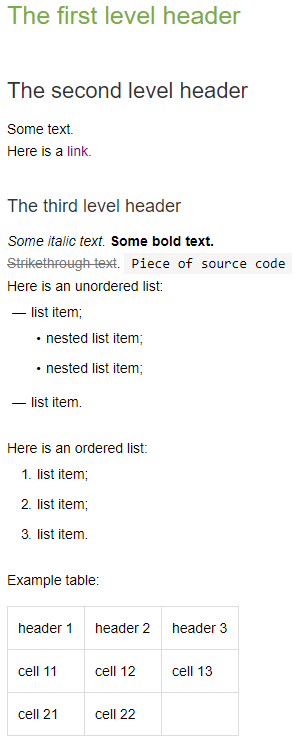 The first level header
The second level header
Some text.
Here is a link.
The third level header
Some italic text. Some bold text.
Strikethrough text. Piece of source code
Here is an unordered list:
— list item;
• nested list item;
• nested list item;
— list item.
Here is an ordered list:
1. list item;
2. list item;
3. list item.
Example table:
header 1 header 2 header 3
cell 11 cell 12 cell 13
cell 21 cell 22